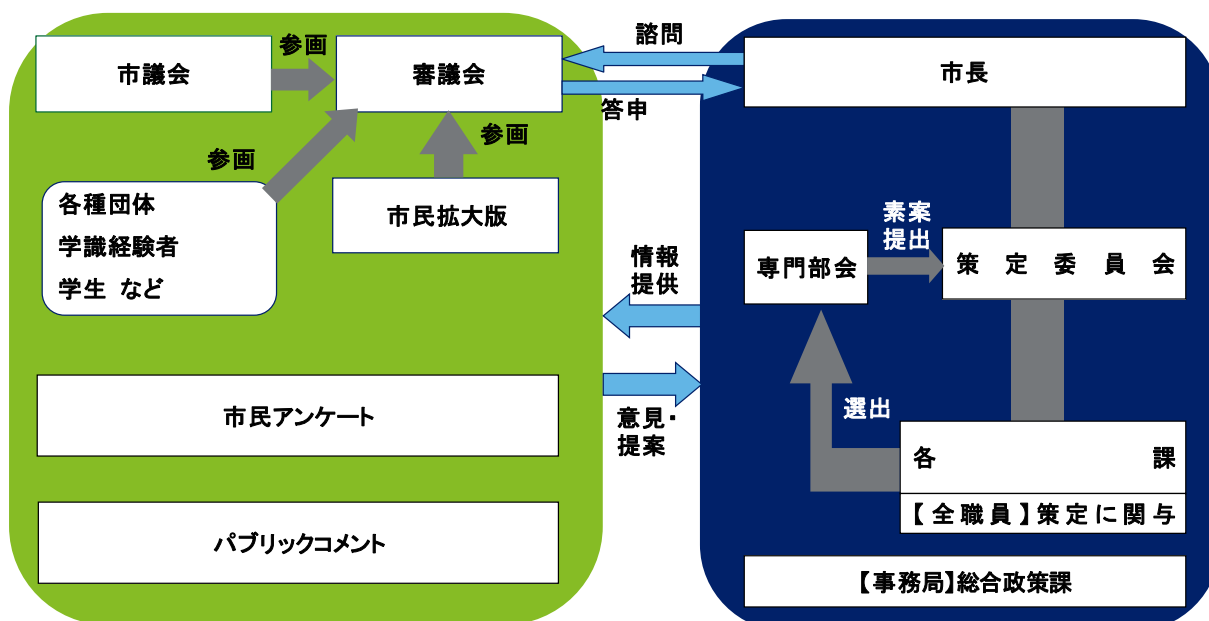 市議会
参画
審議会
諮問
答申
市長
参画
参画
各種団体
学識経験者
学生 など
市民拡大版
情報
提供
素案
提出
専門部会
策定委員会
市民アンケート
意見・
提案
選出
各課
【全職員】策定に関与
パブリックコメント
【事務局】総合政策課